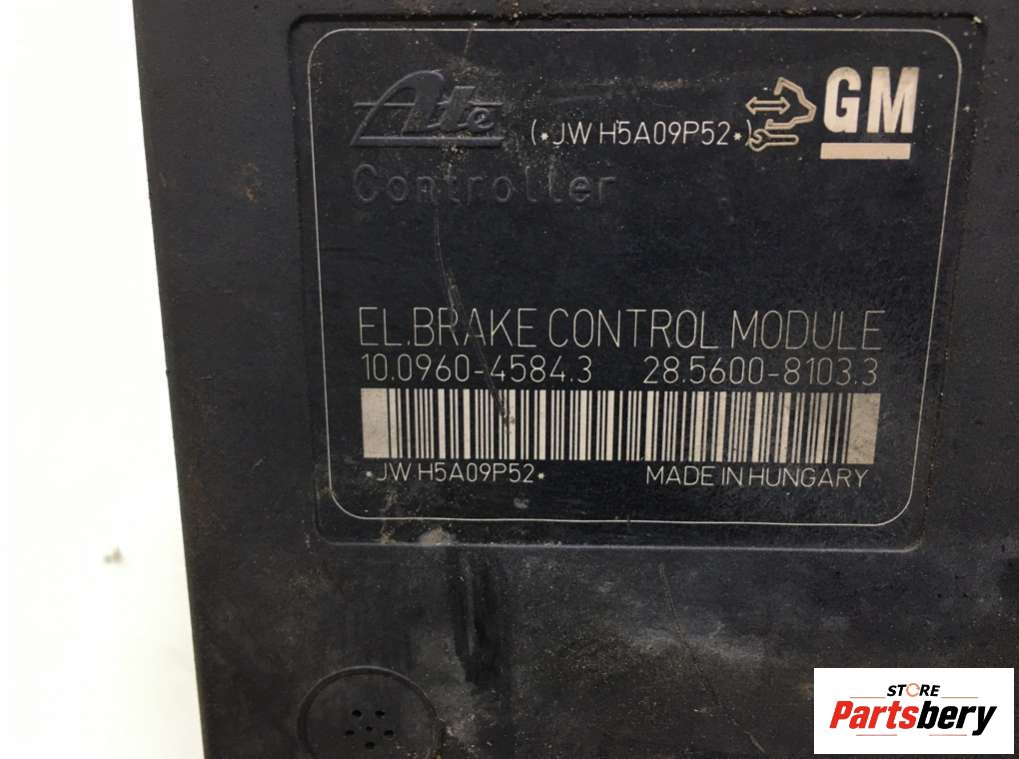 Ate (*JW H5A09P52*) GM
Controller
EL.BRAKE CONTROL MODULE
10.0960-4584.3 28.5600-8103.3
*JW H5A09P52* MADE IN HUNGARY
STORE
Partsbery